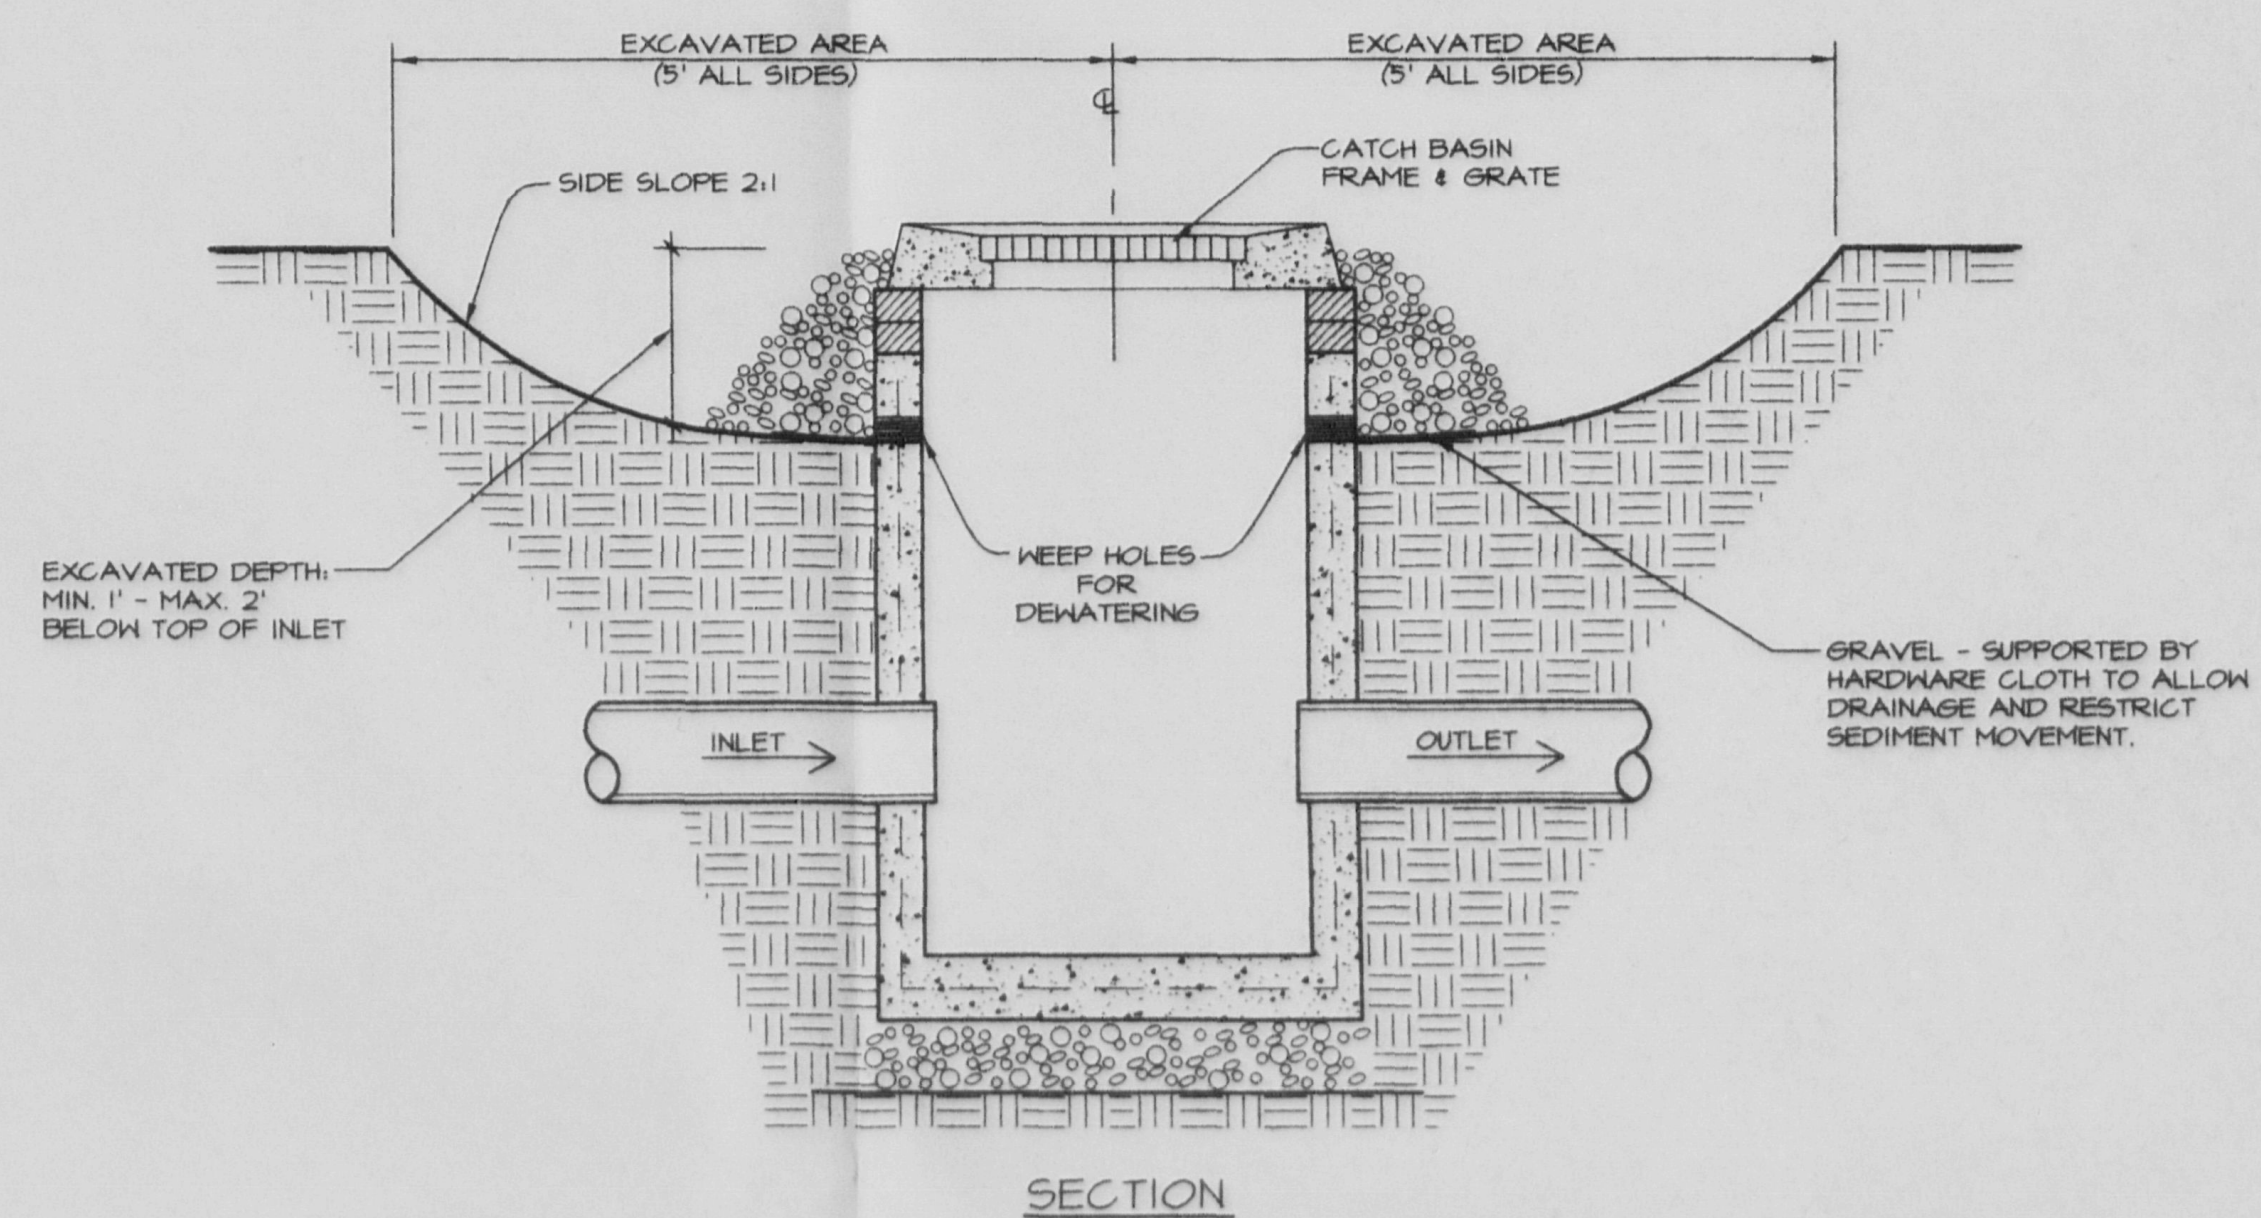 EXCAVATED AREA
(5' ALL SIDES)
EXCAVATED AREA
(5' ALL SIDES)
℄
CATCH BASIN
FRAME & GRATE
SIDE SLOPE 2:1
EXCAVATED DEPTH:
MIN. 1' - MAX. 2'
BELOW TOP OF INLET
WEEP HOLES
FOR
DEWATERING
GRAVEL - SUPPORTED BY
HARDWARE CLOTH TO ALLOW
DRAINAGE AND RESTRICT
SEDIMENT MOVEMENT.
INLET
OUTLET
SECTION